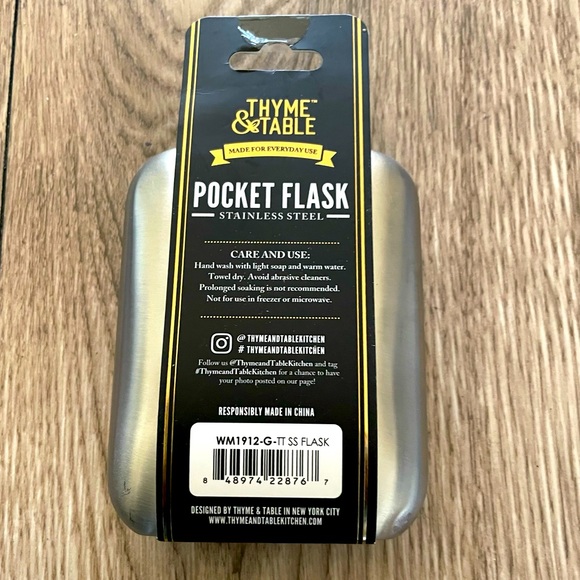 THYME™
& TABLE
MADE FOR EVERYDAY USE
POCKET FLASK
STAINLESS STEEL
CARE AND USE:
Hand wash with light soap and warm water.
Towel dry. Avoid abrasive cleaners.
Prolonged soaking is not recommended.
Not for use in freezer or microwave.
@ THYMEANDTABLEKITCHEN
# THYMEANDTABLEKITCHEN
Follow us @ThymeandTableKitchen and tag
#ThymeandTableKitchen for a chance to have
your photo posted on our page!
RESPONSIBLY MADE IN CHINA
WM1912-G-TT SS FLASK
8 48974 22876 7
DESIGNED BY THYME & TABLE IN NEW YORK CITY
WWW.THYMEANDTABLEKITCHEN.COM